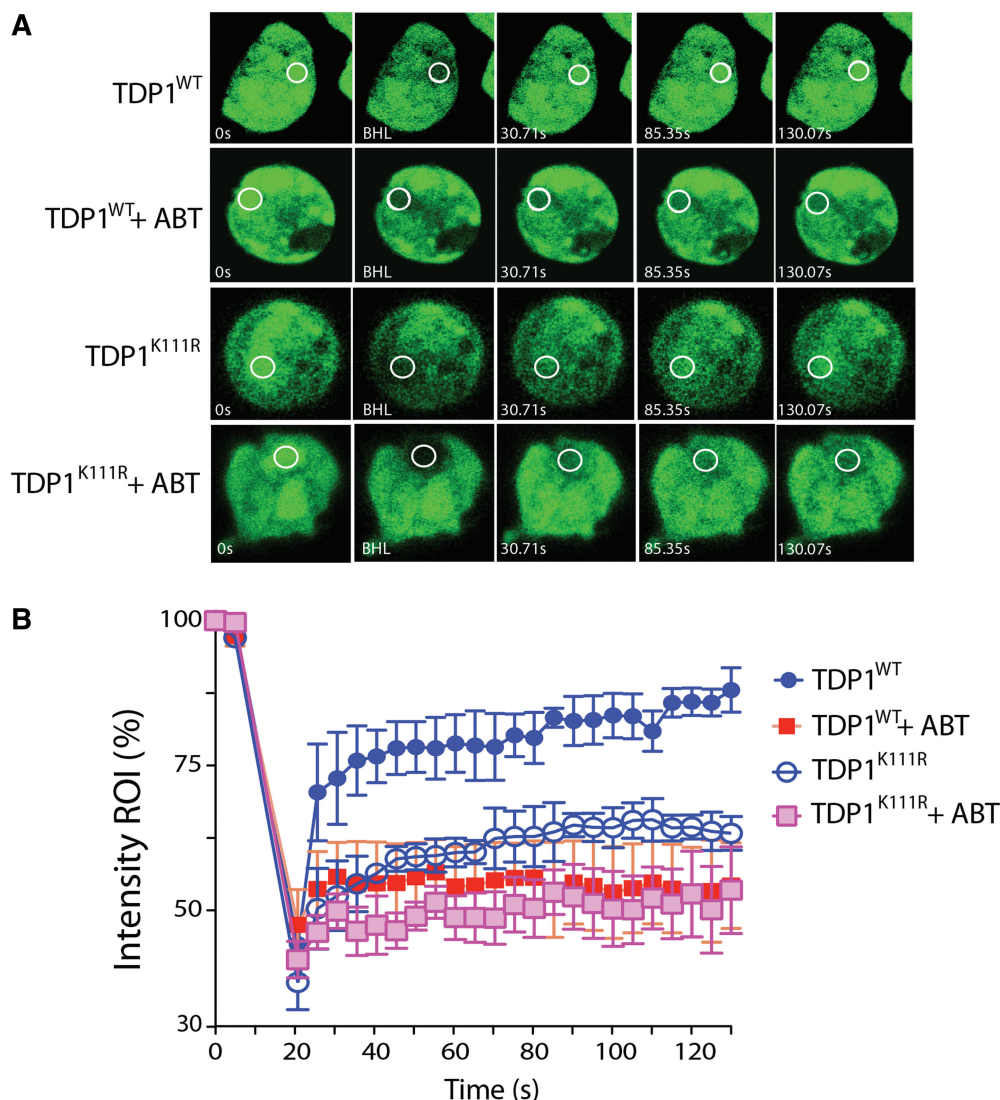 A
TDP1WT
0s BHL 30.71s 85.35s 130.07s
TDP1WT+ ABT
0s BHL 30.71s 85.35s 130.07s
TDP1K111R
0s BHL 30.71s 85.35s 130.07s
TDP1K111R+ ABT
0s BHL 30.71s 85.35s 130.07s
B
Intensity ROI (%)
100
75
50
30
0 20 40 60 80 100 120
Time (s)
TDP1WT
TDP1WT+ ABT
TDP1K111R
TDP1K111R+ ABT